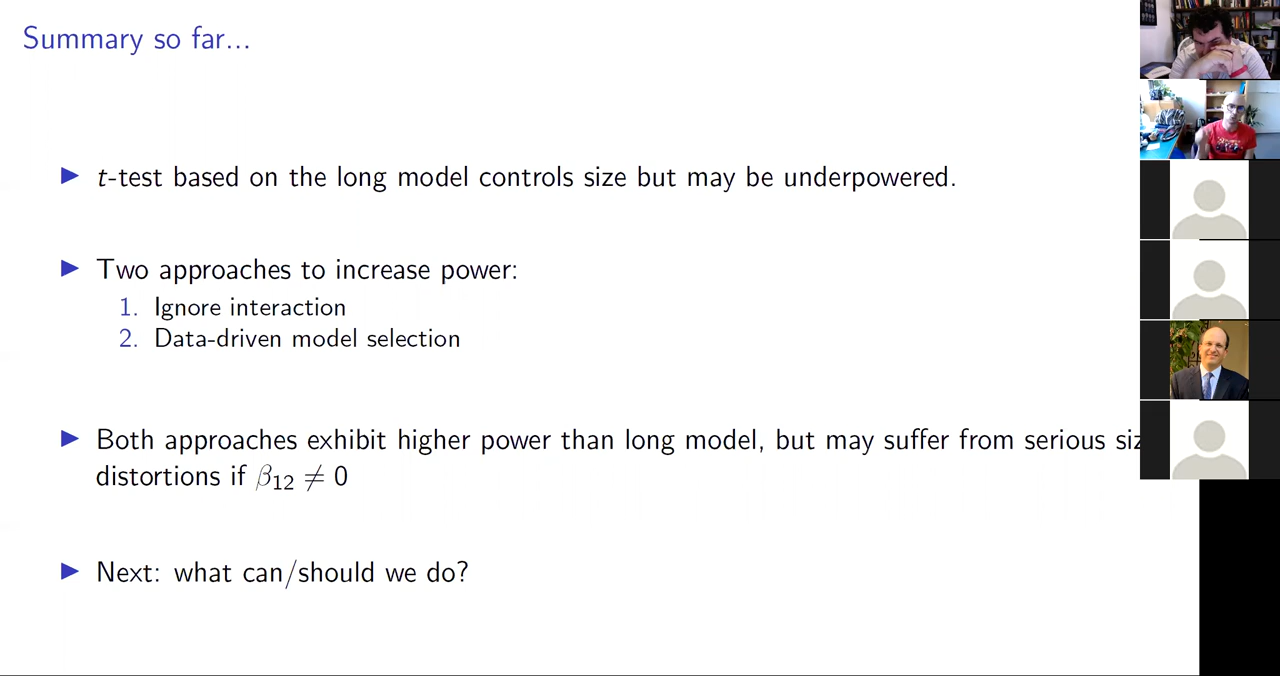 Summary so far...
► t-test based on the long model controls size but may be underpowered.
► Two approaches to increase power:
1. Ignore interaction
2. Data-driven model selection
► Both approaches exhibit higher power than long model, but may suffer from serious
distortions if β₁₂ ≠ 0
► Next: what can/should we do?